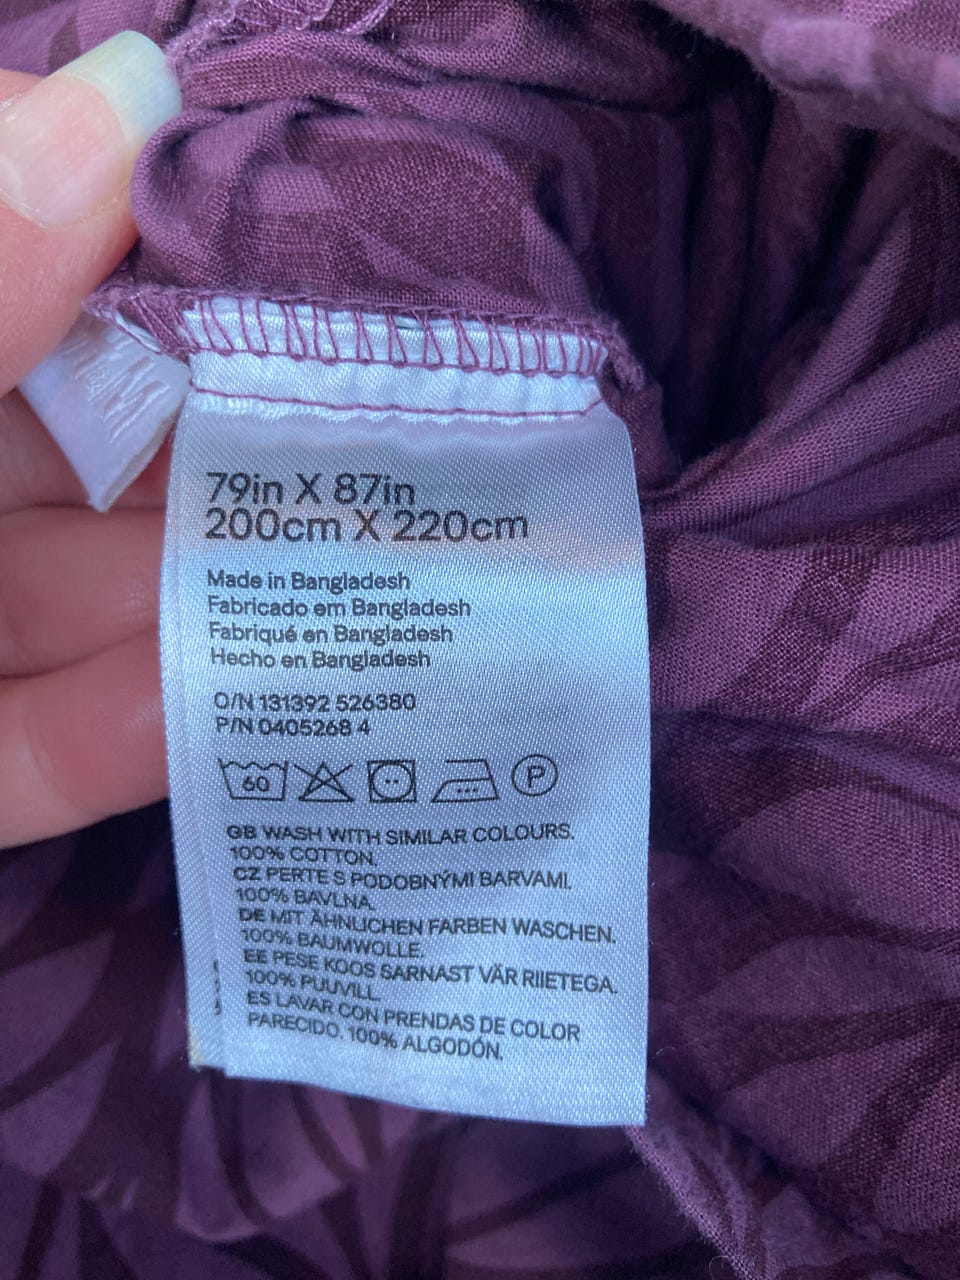 79in X 87in
200cm X 220cm
Made in Bangladesh
Fabricado em Bangladesh
Fabriqué en Bangladesh
Hecho en Bangladesh
O/N 131392 526380
P/N 0405268 4
60
P
GB WASH WITH SIMILAR COLOURS.
100% COTTON.
CZ PERTE S PODOBNÝMI BARVAMI.
100% BAVLNA.
DE MIT ÄHNLICHEN FARBEN WASCHEN.
100% BAUMWOLLE.
EE PESE KOOS SARNAST VÄR RIIETEGA.
100% PUUVILL
ES LAVAR CON PRENDAS DE COLOR
PARECIDO. 100% ALGODÓN.